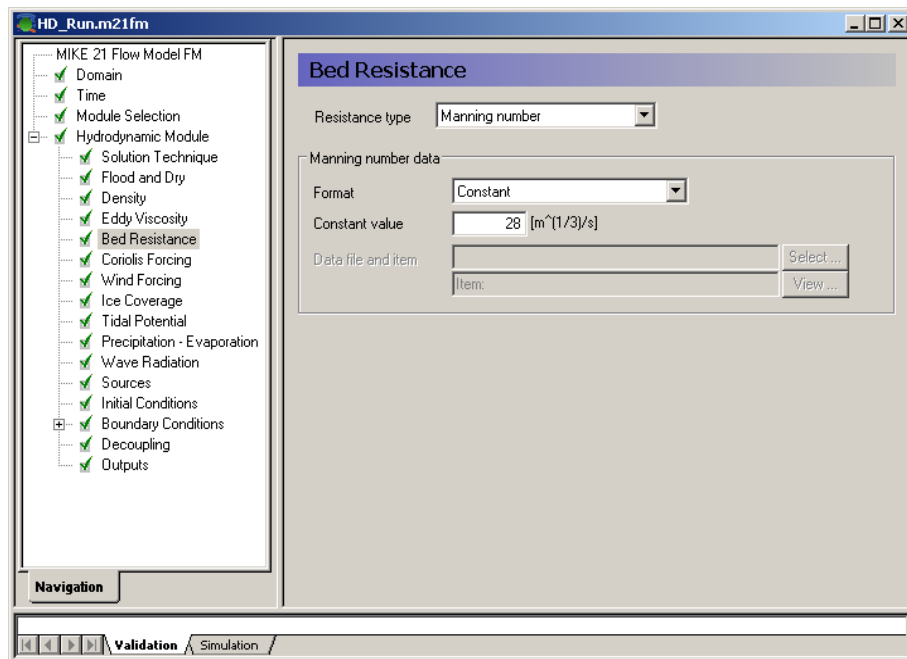 HD_Run.m21fm
MIKE 21 Flow Model FM
Domain
Time
Module Selection
Hydrodynamic Module
Solution Technique
Flood and Dry
Density
Eddy Viscosity
Bed Resistance
Coriolis Forcing
Wind Forcing
Ice Coverage
Tidal Potential
Precipitation - Evaporation
Wave Radiation
Sources
Initial Conditions
Boundary Conditions
Decoupling
Outputs
Navigation
Bed Resistance
Resistance type Manning number
Manning number data
Format Constant
Constant value 28 [m^(1/3)/s]
Data file and item Select ...
Item: View ...
Validation Simulation